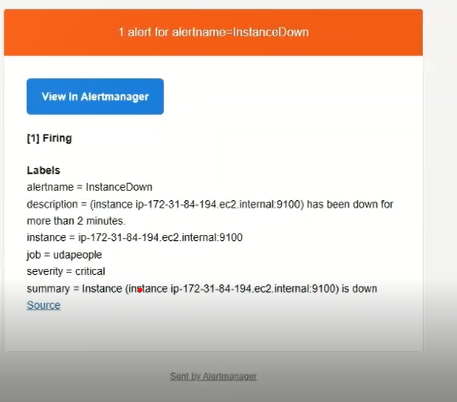 1 alert for alertname=InstanceDown
View In Alertmanager
[1] Firing
Labels
alertname = InstanceDown
description = (instance ip-172-31-84-194.ec2.internal:9100) has been down for
more than 2 minutes.
instance = ip-172-31-84-194.ec2.internal:9100
job = udapeople
severity = critical
summary = Instance (instance ip-172-31-84-194.ec2.internal:9100) is down
Source
Sent by Alertmanager